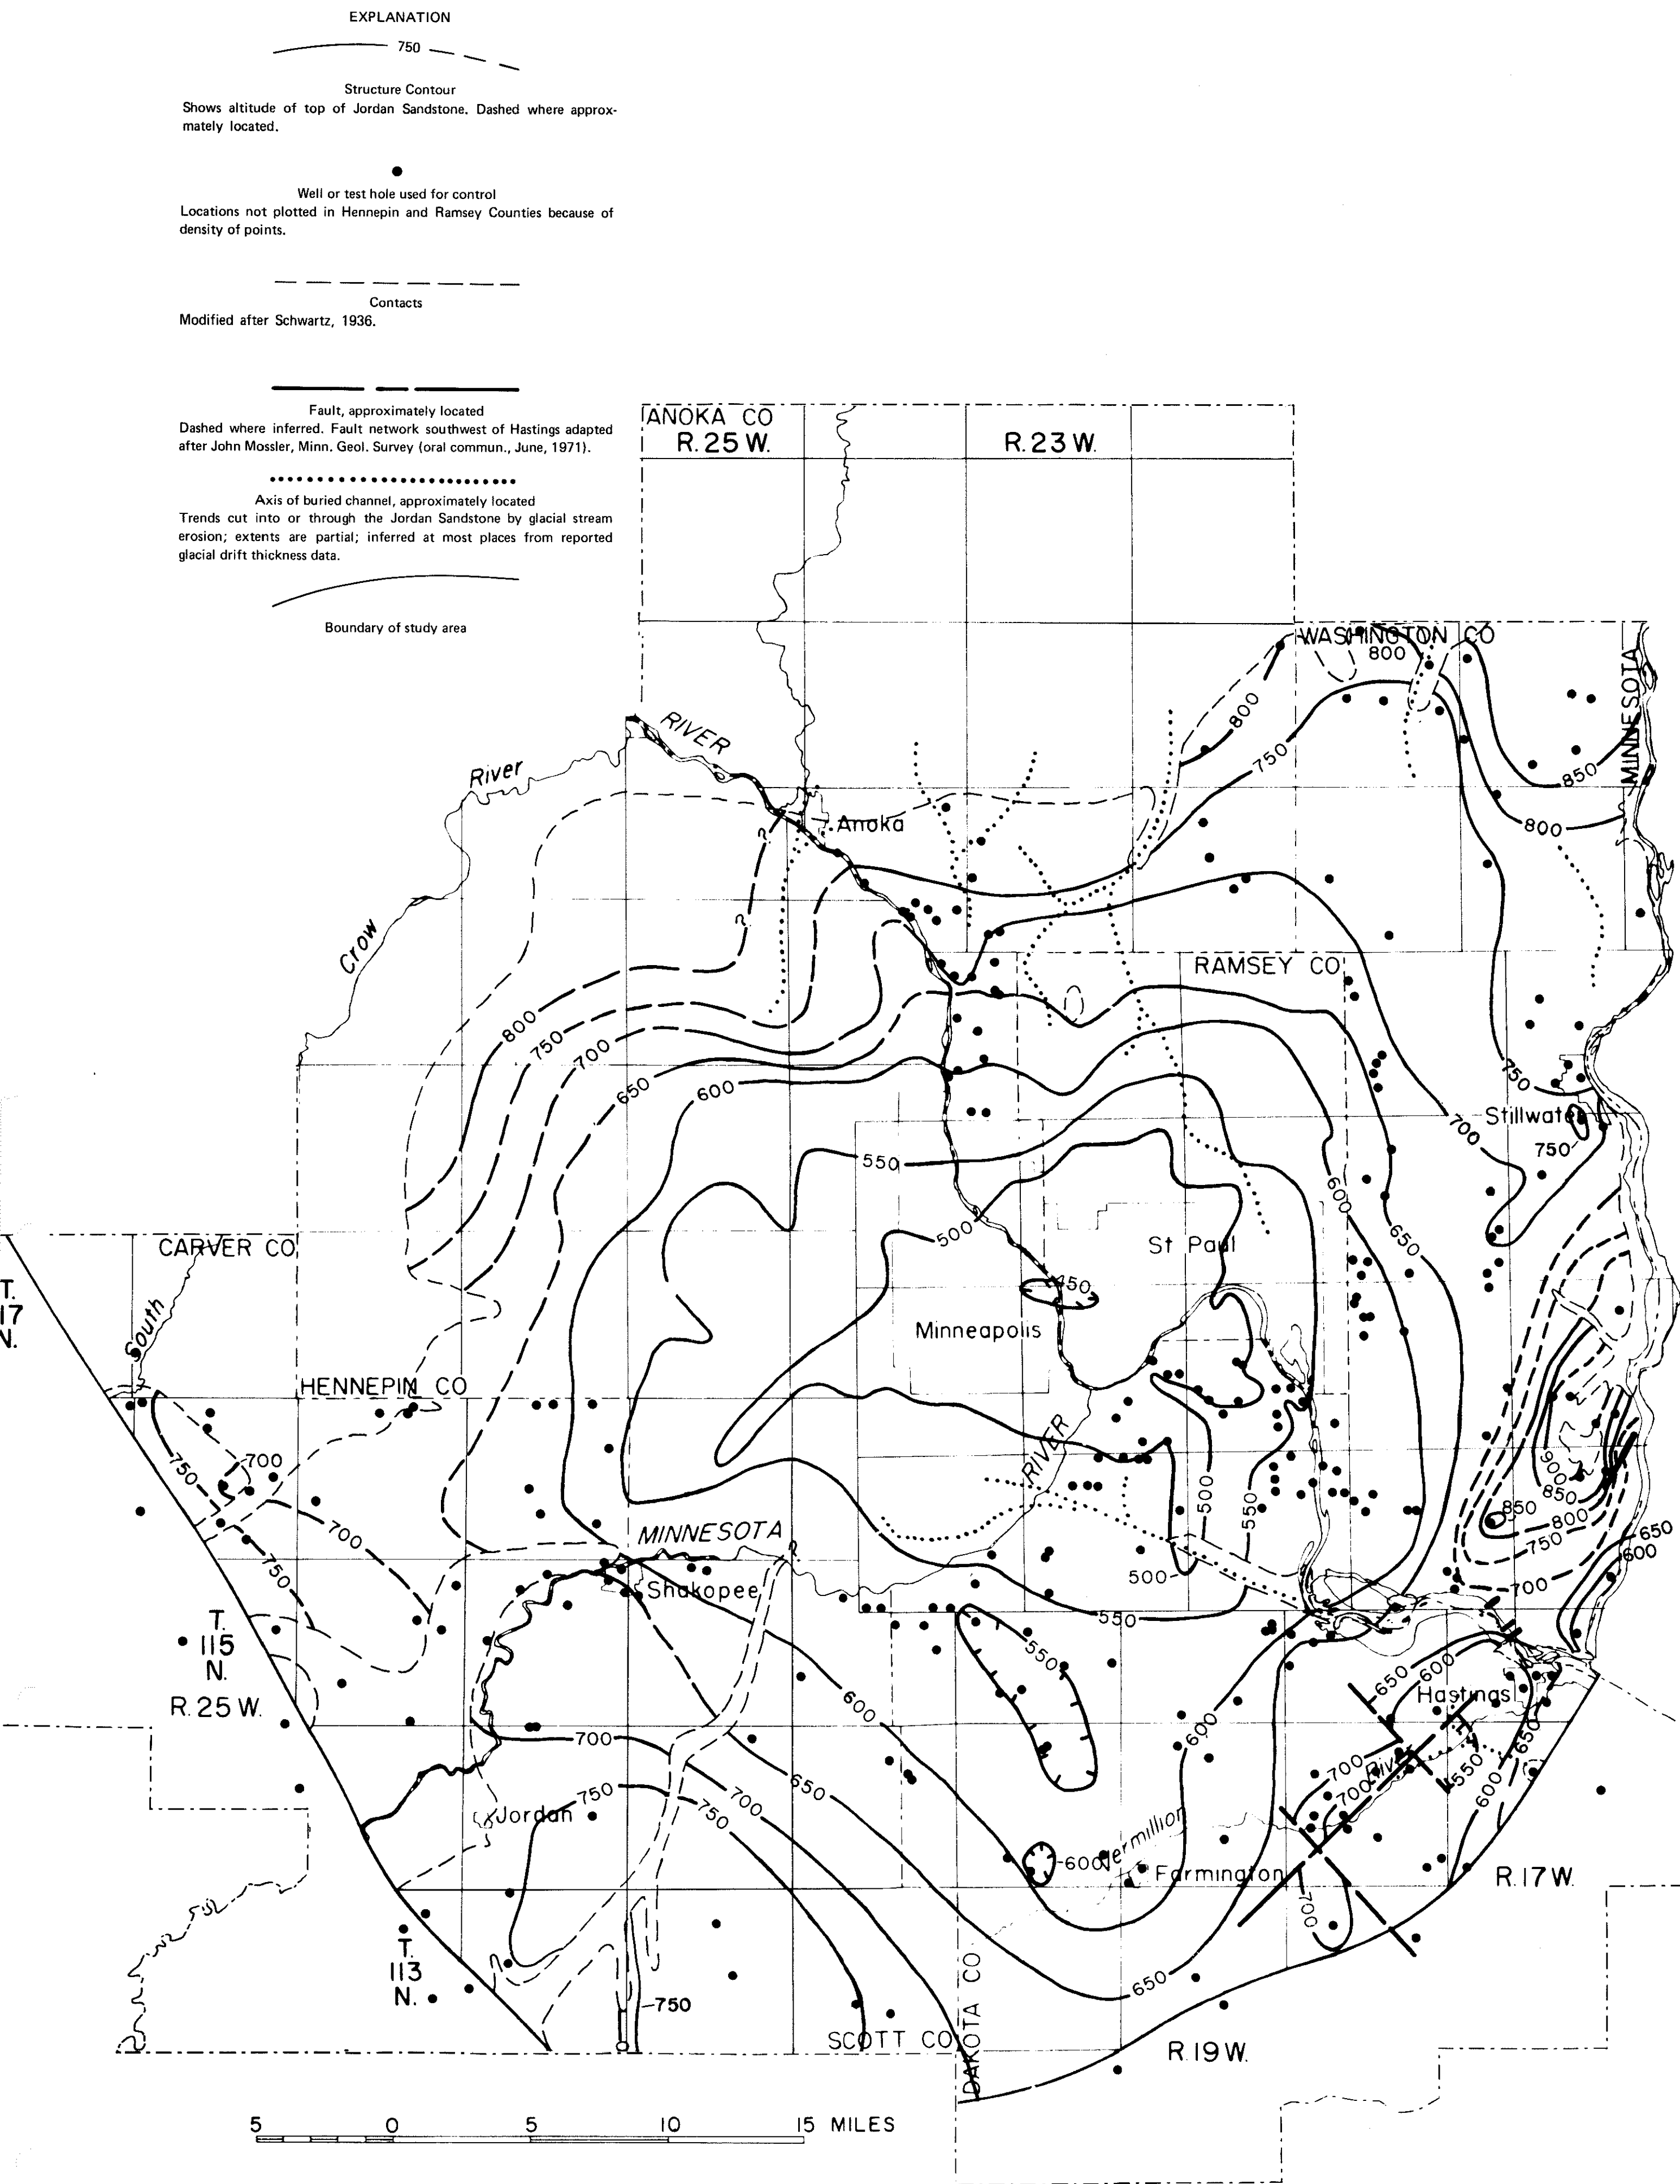 EXPLANATION
750
Structure Contour
Shows altitude of top of Jordan Sandstone. Dashed where approx-
mately located.
Well or test hole used for control
Locations not plotted in Hennepin and Ramsey Counties because of
density of points.
Contacts
Modified after Schwartz, 1936.
Fault, approximately located
Dashed where inferred. Fault network southwest of Hastings adapted
after John Mossler, Minn. Geol. Survey (oral commun., June, 1971).
Axis of buried channel, approximately located
Trends cut into or through the Jordan Sandstone by glacial stream
erosion; extents are partial; inferred at most places from reported
glacial drift thickness data.
Boundary of study area
ANOKA CO
R. 25 W.
R. 23 W.
WASHINGTON CO
800
MINNESOTA
800
RIVER
750
River
850
Anoka
800
?
?
Crow
RAMSEY CO
800
750
700
750
650
600
Stillwater
700
750
550
600
500
650
CARVER CO
St Paul
T.
17
N.
450
South
Minneapolis
HENNEPIN CO
750
700
RIVER
900
850
500
850
550
800
700
MINNESOTA
?
750
650
600
750
500
700
Shakopee
550
T.
115
N.
550
650
600
R. 25 W.
600
Hastings
600
700
650
700
River
550
650
750
700
750
700
600
Jordan
Vermillion
600
Farmington
R. 17 W.
700
T.
113
N.
650
750
SCOTT CO
DAKOTA CO
R. 19 W.
5 0 5 10 15 MILES